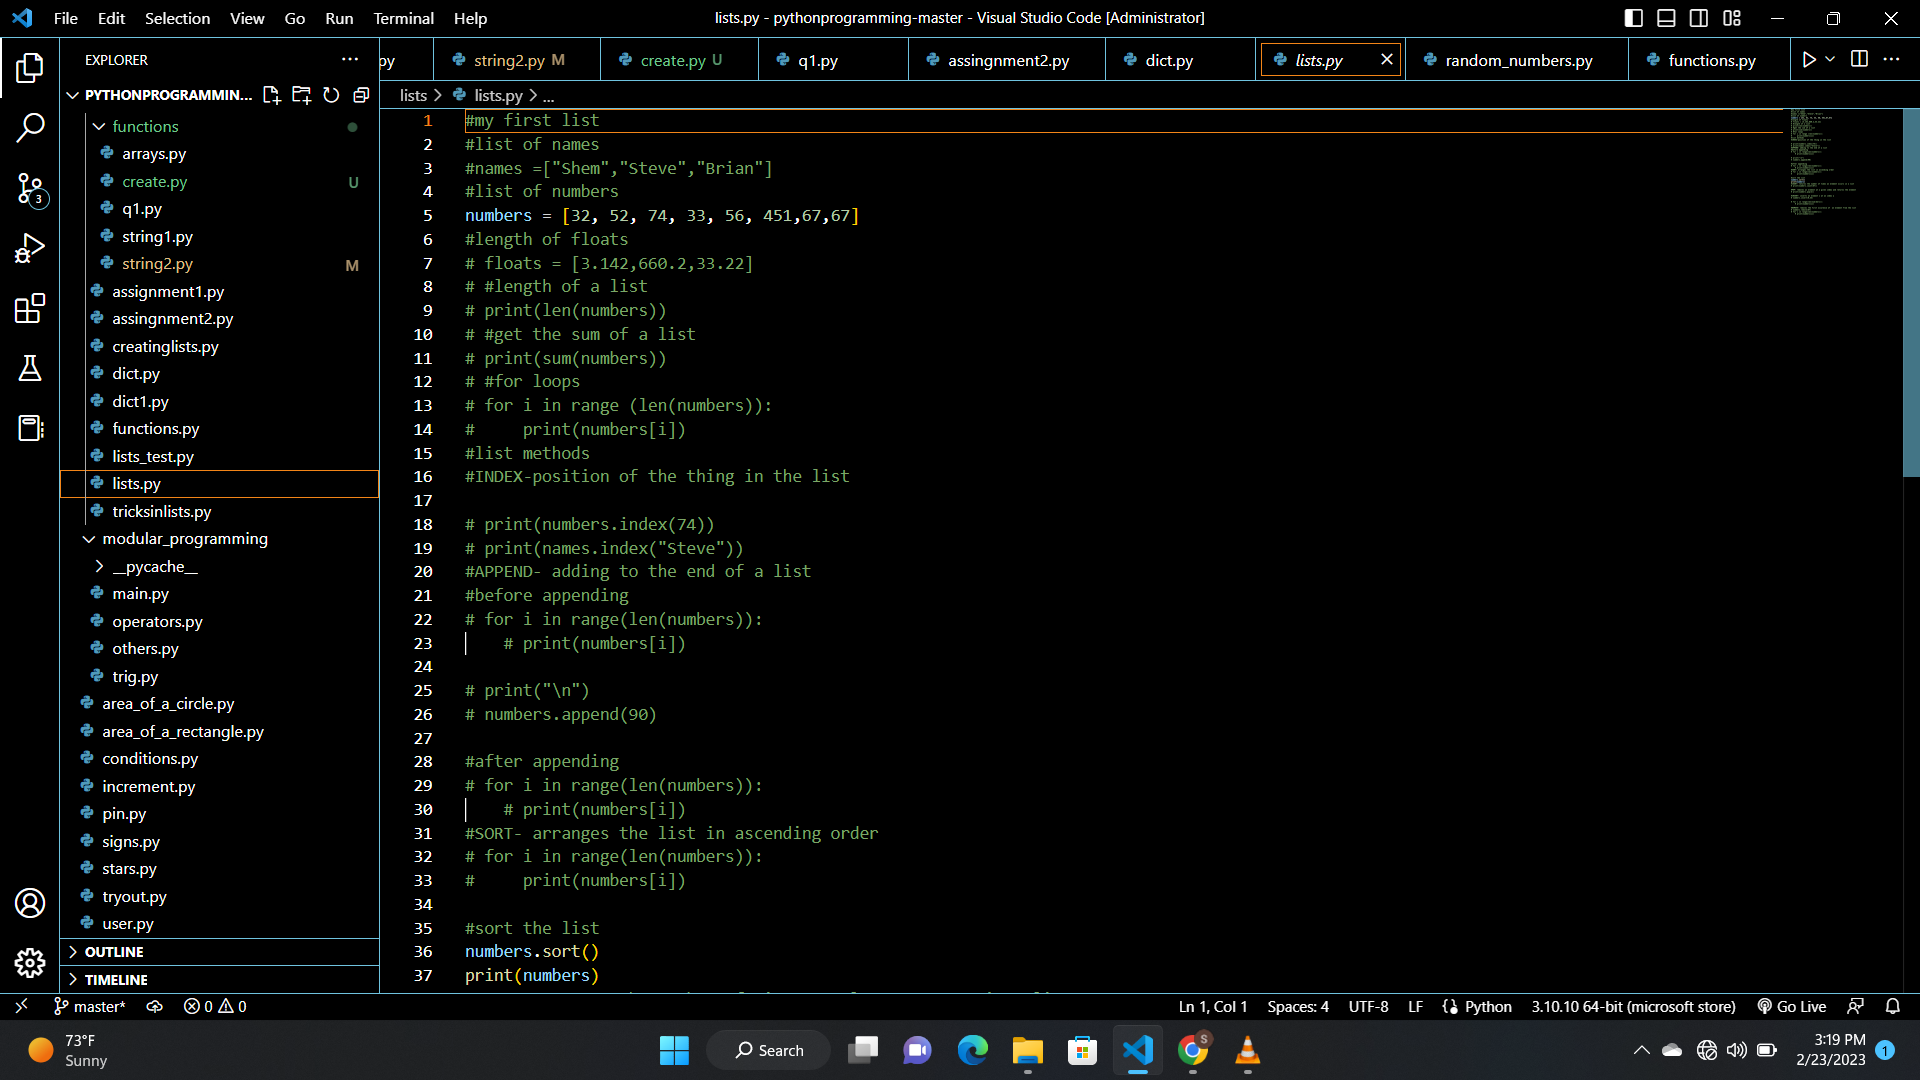 File Edit Selection View Go Run Terminal Help
lists.py - pythonprogramming-master - Visual Studio Code [Administrator]
EXPLORER
py
string2.py M
create.py U
q1.py
assingnment2.py
dict.py
lists.py
random_numbers.py
functions.py
PYTHONPROGRAMMIN...
lists > lists.py > ...
functions
arrays.py
create.py U
q1.py
string1.py
string2.py M
assignment1.py
assingnment2.py
creatinglists.py
dict.py
dict1.py
functions.py
lists_test.py
lists.py
tricksinlists.py
modular_programming
__pycache__
main.py
operators.py
others.py
trig.py
area_of_a_circle.py
area_of_a_rectangle.py
conditions.py
increment.py
pin.py
signs.py
stars.py
tryout.py
user.py
OUTLINE
TIMELINE
3
1 #my first list
2 #list of names
3 #names =["Shem","Steve","Brian"]
4 #list of numbers
5 numbers = [32, 52, 74, 33, 56, 451,67,67]
6 #length of floats
7 # floats = [3.142,660.2,33.22]
8 # #length of a list
9 # print(len(numbers))
10 # #get the sum of a list
11 # print(sum(numbers))
12 # #for loops
13 # for i in range (len(numbers)):
14 #     print(numbers[i])
15 #list methods
16 #INDEX-position of the thing in the list
17
18 # print(numbers.index(74))
19 # print(names.index("Steve"))
20 #APPEND- adding to the end of a list
21 #before appending
22 # for i in range(len(numbers)):
23     # print(numbers[i])
24
25 # print("\n")
26 # numbers.append(90)
27
28 #after appending
29 # for i in range(len(numbers)):
30     # print(numbers[i])
31 #SORT- arranges the list in ascending order
32 # for i in range(len(numbers)):
33 #     print(numbers[i])
34
35 #sort the list
36 numbers.sort()
37 print(numbers)
master* 0 0
Ln 1, Col 1 Spaces: 4 UTF-8 LF Python 3.10.10 64-bit (microsoft store) Go Live
73°F
Sunny
Search
S
3:19 PM
2/23/2023
1